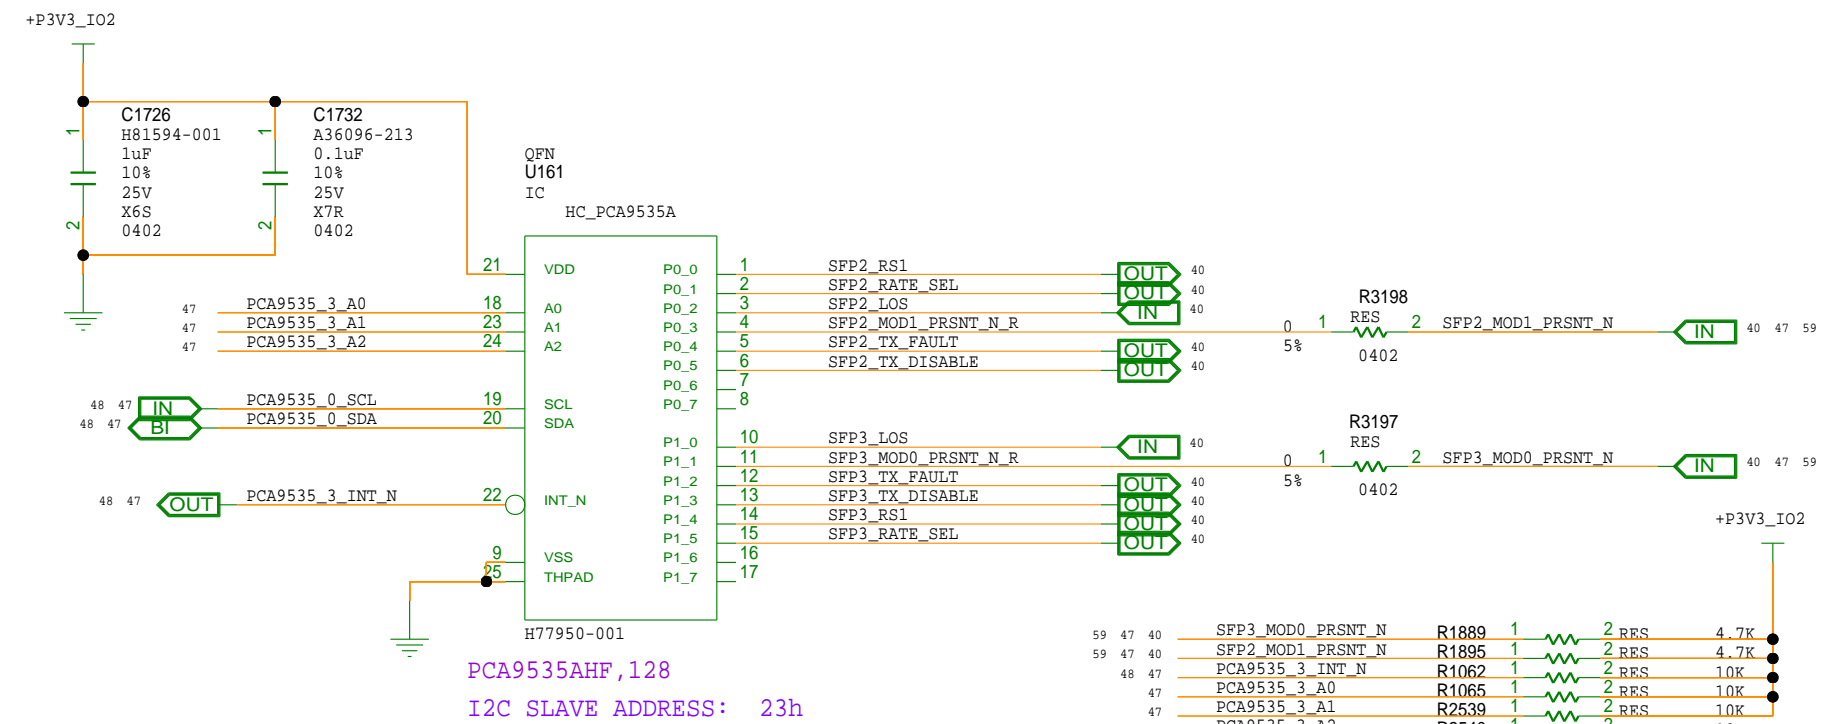 +P3V3_IO2
C1726
H81594-001
1uF
10%
25V
X6S
0402
1
2
C1732
A36096-213
0.1uF
10%
25V
X7R
0402
1
2
QFN
U161
IC
HC_PCA9535A
21 VDD
47 PCA9535_3_A0 18 A0
47 PCA9535_3_A1 23 A1
47 PCA9535_3_A2 24 A2
48 47 IN PCA9535_0_SCL 19 SCL
48 47 BI PCA9535_0_SDA 20 SDA
48 47 OUT PCA9535_3_INT_N 22 INT_N
9 VSS
25 THPAD
P0_0 1 SFP2_RS1 OUT 40
P0_1 2 SFP2_RATE_SEL OUT 40
P0_2 3 SFP2_LOS IN 40
P0_3 4 SFP2_MOD1_PRSNT_N_R
P0_4 5 SFP2_TX_FAULT OUT 40
P0_5 6 SFP2_TX_DISABLE OUT 40
P0_6 7
P0_7 8
P1_0 10 SFP3_LOS IN 40
P1_1 11 SFP3_MOD0_PRSNT_N_R
P1_2 12 SFP3_TX_FAULT OUT 40
P1_3 13 SFP3_TX_DISABLE OUT 40
P1_4 14 SFP3_RS1 OUT 40
P1_5 15 SFP3_RATE_SEL OUT 40
P1_6 16
P1_7 17
R3198
RES
0 1 2 SFP2_MOD1_PRSNT_N IN 40 47 59
5%
0402
R3197
RES
0 1 2 SFP3_MOD0_PRSNT_N IN 40 47 59
5%
0402
H77950-001
PCA9535AHF,128
I2C SLAVE ADDRESS: 23h
+P3V3_IO2
59 47 40 SFP3_MOD0_PRSNT_N R1889 1 2 RES 4.7K
59 47 40 SFP2_MOD1_PRSNT_N R1895 1 2 RES 4.7K
48 47 PCA9535_3_INT_N R1062 1 2 RES 10K
47 PCA9535_3_A0 R1065 1 2 RES 10K
47 PCA9535_3_A1 R2539 1 2 RES 10K